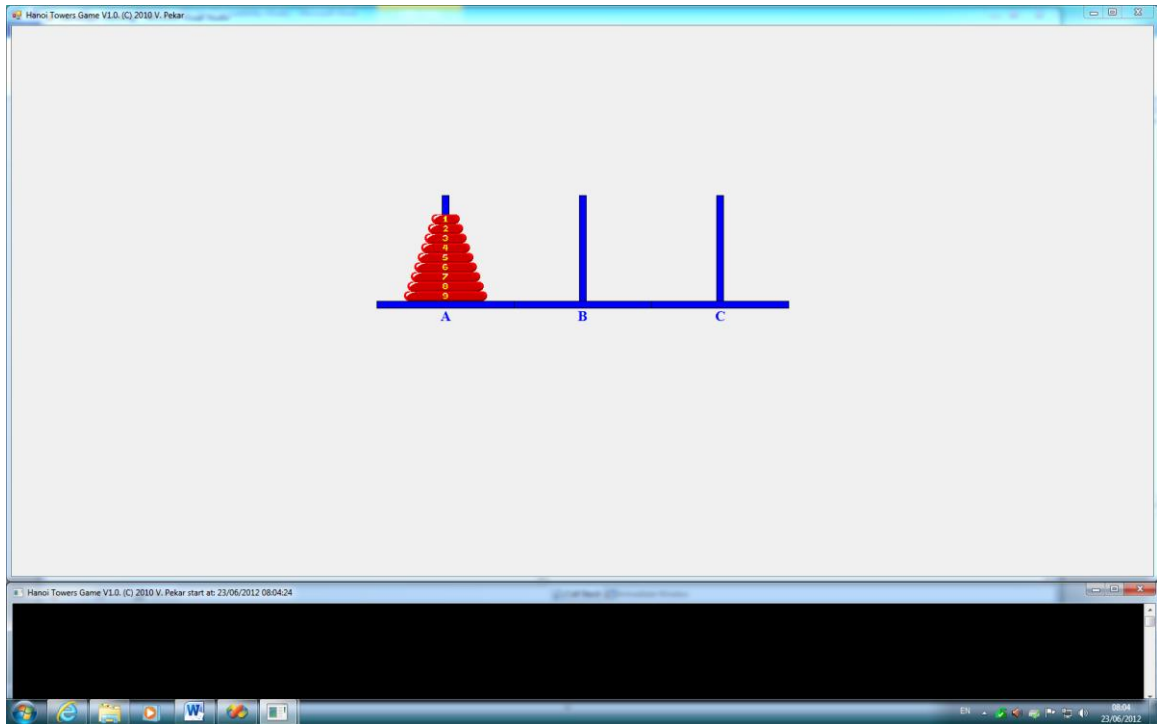 Hanoi Towers Game V1.0. (C) 2010 V. Pekar
1
2
3
4
5
6
7
8
9
A B C
Hanoi Towers Game V1.0. (C) 2010 V. Pekar start at: 23/06/2012 08:04:24
EN 08:04
23/06/2012